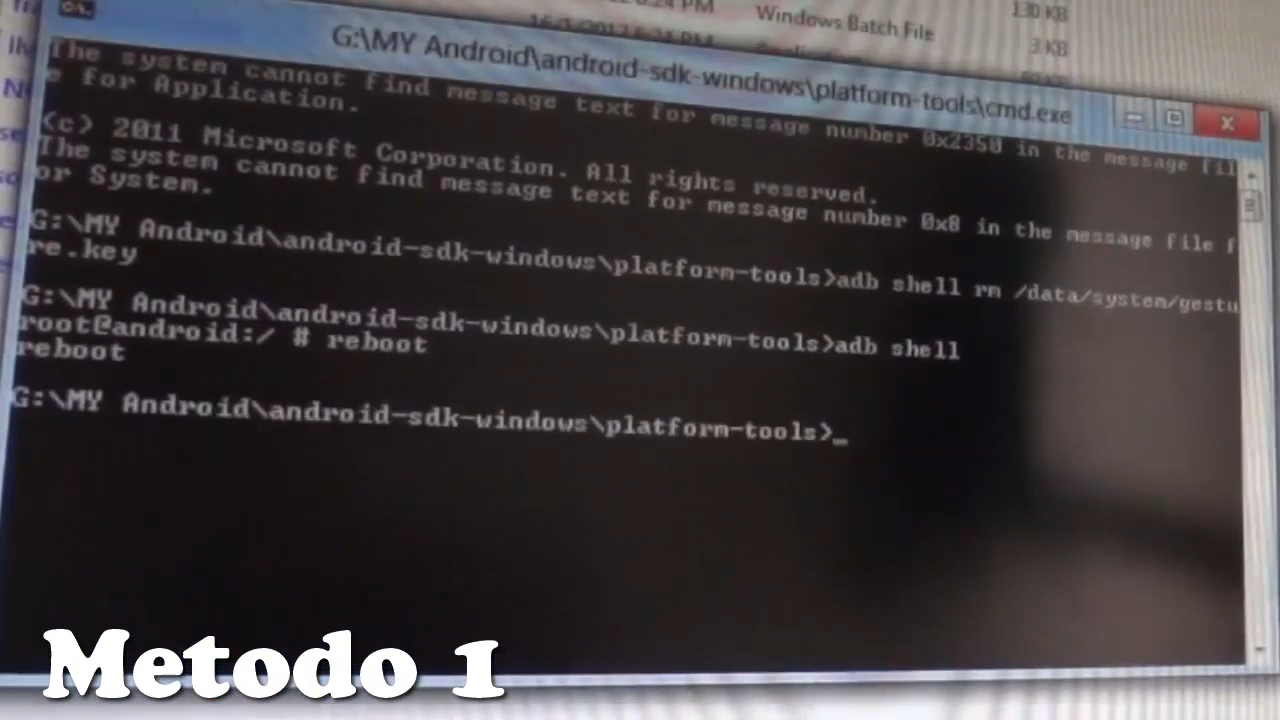 PM
Windows Batch File
130 KB
3 KB
G:\MY Android\android-sdk-windows\platform-tools\cmd.exe
The system cannot find message text for message number 0x2350 in the message fil
e for Application.
(c) 2011 Microsoft Corporation. All rights reserved.
The system cannot find message text for message number 0x8 in the message file f
or System.
G:\MY Android\android-sdk-windows\platform-tools>adb shell rm /data/system/gestu
re.key
G:\MY Android\android-sdk-windows\platform-tools>adb shell
root@android:/ # reboot
reboot
G:\MY Android\android-sdk-windows\platform-tools>_
Metodo 1